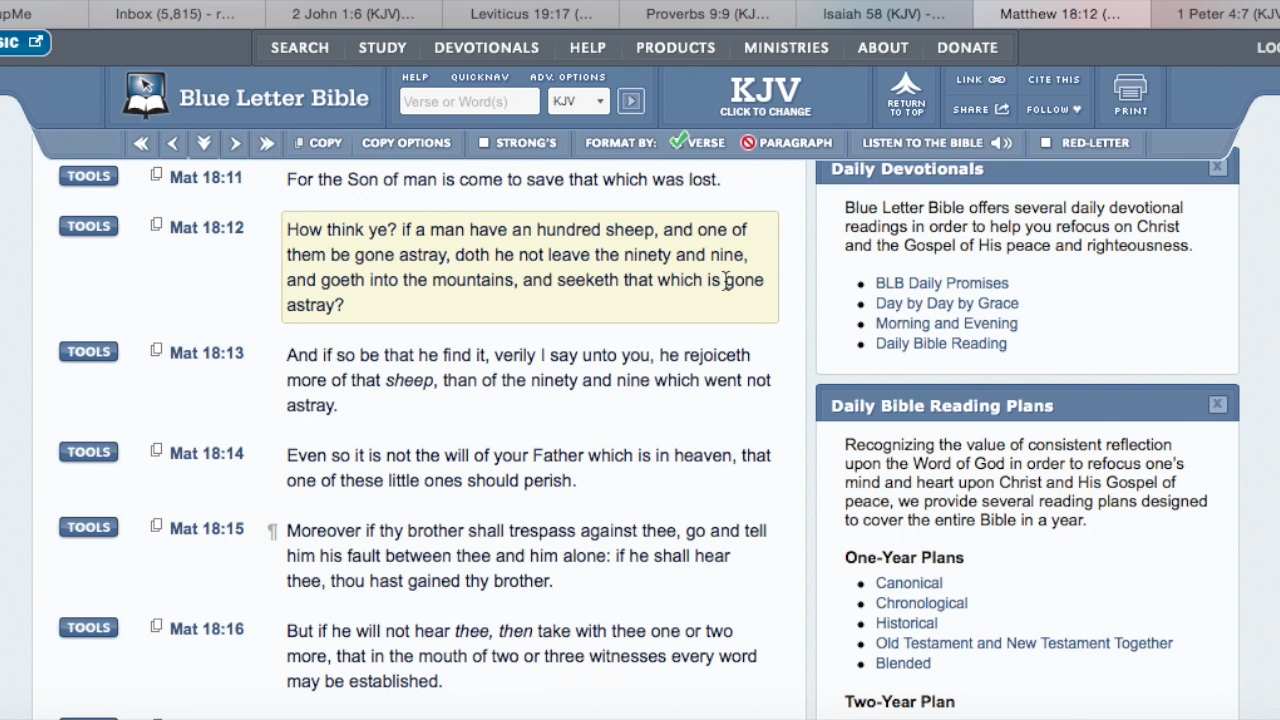 upMe
Inbox (5,815) - r...
2 John 1:6 (KJV)...
Leviticus 19:17 (...
Proverbs 9:9 (KJ...
Isaiah 58 (KJV) -...
Matthew 18:12 (...
1 Peter 4:7 (KJV
SIC
SEARCH STUDY DEVOTIONALS HELP PRODUCTS MINISTRIES ABOUT DONATE LO
Blue Letter Bible
HELP QUICKNAV ADV. OPTIONS
Verse or Word(s)
KJV
KJV
CLICK TO CHANGE
RETURN
TO TOP
LINK CITE THIS
SHARE FOLLOW
PRINT
COPY COPY OPTIONS STRONG'S FORMAT BY: VERSE PARAGRAPH LISTEN TO THE BIBLE RED-LETTER
TOOLS Mat 18:11 For the Son of man is come to save that which was lost.
TOOLS Mat 18:12 How think ye? if a man have an hundred sheep, and one of
them be gone astray, doth he not leave the ninety and nine,
and goeth into the mountains, and seeketh that which is gone
astray?
TOOLS Mat 18:13 And if so be that he find it, verily I say unto you, he rejoiceth
more of that sheep, than of the ninety and nine which went not
astray.
TOOLS Mat 18:14 Even so it is not the will of your Father which is in heaven, that
one of these little ones should perish.
TOOLS Mat 18:15 ¶ Moreover if thy brother shall trespass against thee, go and tell
him his fault between thee and him alone: if he shall hear
thee, thou hast gained thy brother.
TOOLS Mat 18:16 But if he will not hear thee, then take with thee one or two
more, that in the mouth of two or three witnesses every word
may be established.
Daily Devotionals
Blue Letter Bible offers several daily devotional
readings in order to help you refocus on Christ
and the Gospel of His peace and righteousness.
• BLB Daily Promises
• Day by Day by Grace
• Morning and Evening
• Daily Bible Reading
Daily Bible Reading Plans
Recognizing the value of consistent reflection
upon the Word of God in order to refocus one's
mind and heart upon Christ and His Gospel of
peace, we provide several reading plans designed
to cover the entire Bible in a year.
One-Year Plans
• Canonical
• Chronological
• Historical
• Old Testament and New Testament Together
• Blended
Two-Year Plan